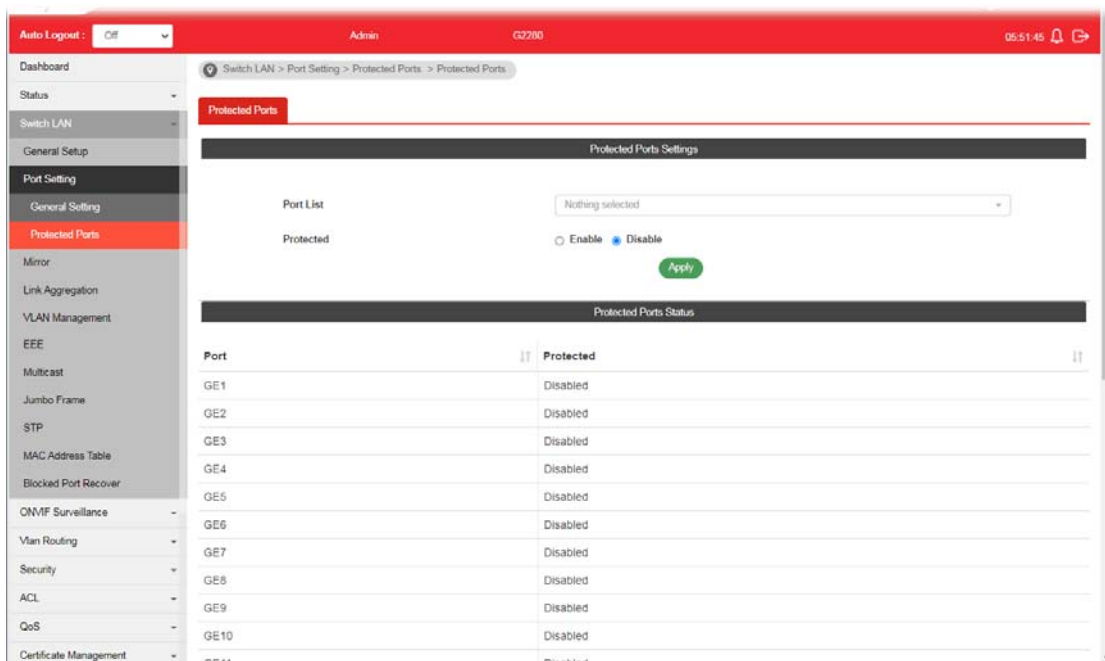 Auto Logout : Off Admin G2280 05:51:45
Switch LAN > Port Setting > Protected Ports > Protected Ports
Dashboard
Status
Switch LAN
General Setup
Port Setting
General Setting
Protected Ports
Mirror
Link Aggregation
VLAN Management
EEE
Multicast
Jumbo Frame
STP
MAC Address Table
Blocked Port Recover
ONVIF Surveillance
Vlan Routing
Security
ACL
QoS
Certificate Management
Protected Ports
Protected Ports Settings
Port List Nothing selected
Protected Enable Disable
Apply
Protected Ports Status
Port Protected
GE1 Disabled
GE2 Disabled
GE3 Disabled
GE4 Disabled
GE5 Disabled
GE6 Disabled
GE7 Disabled
GE8 Disabled
GE9 Disabled
GE10 Disabled